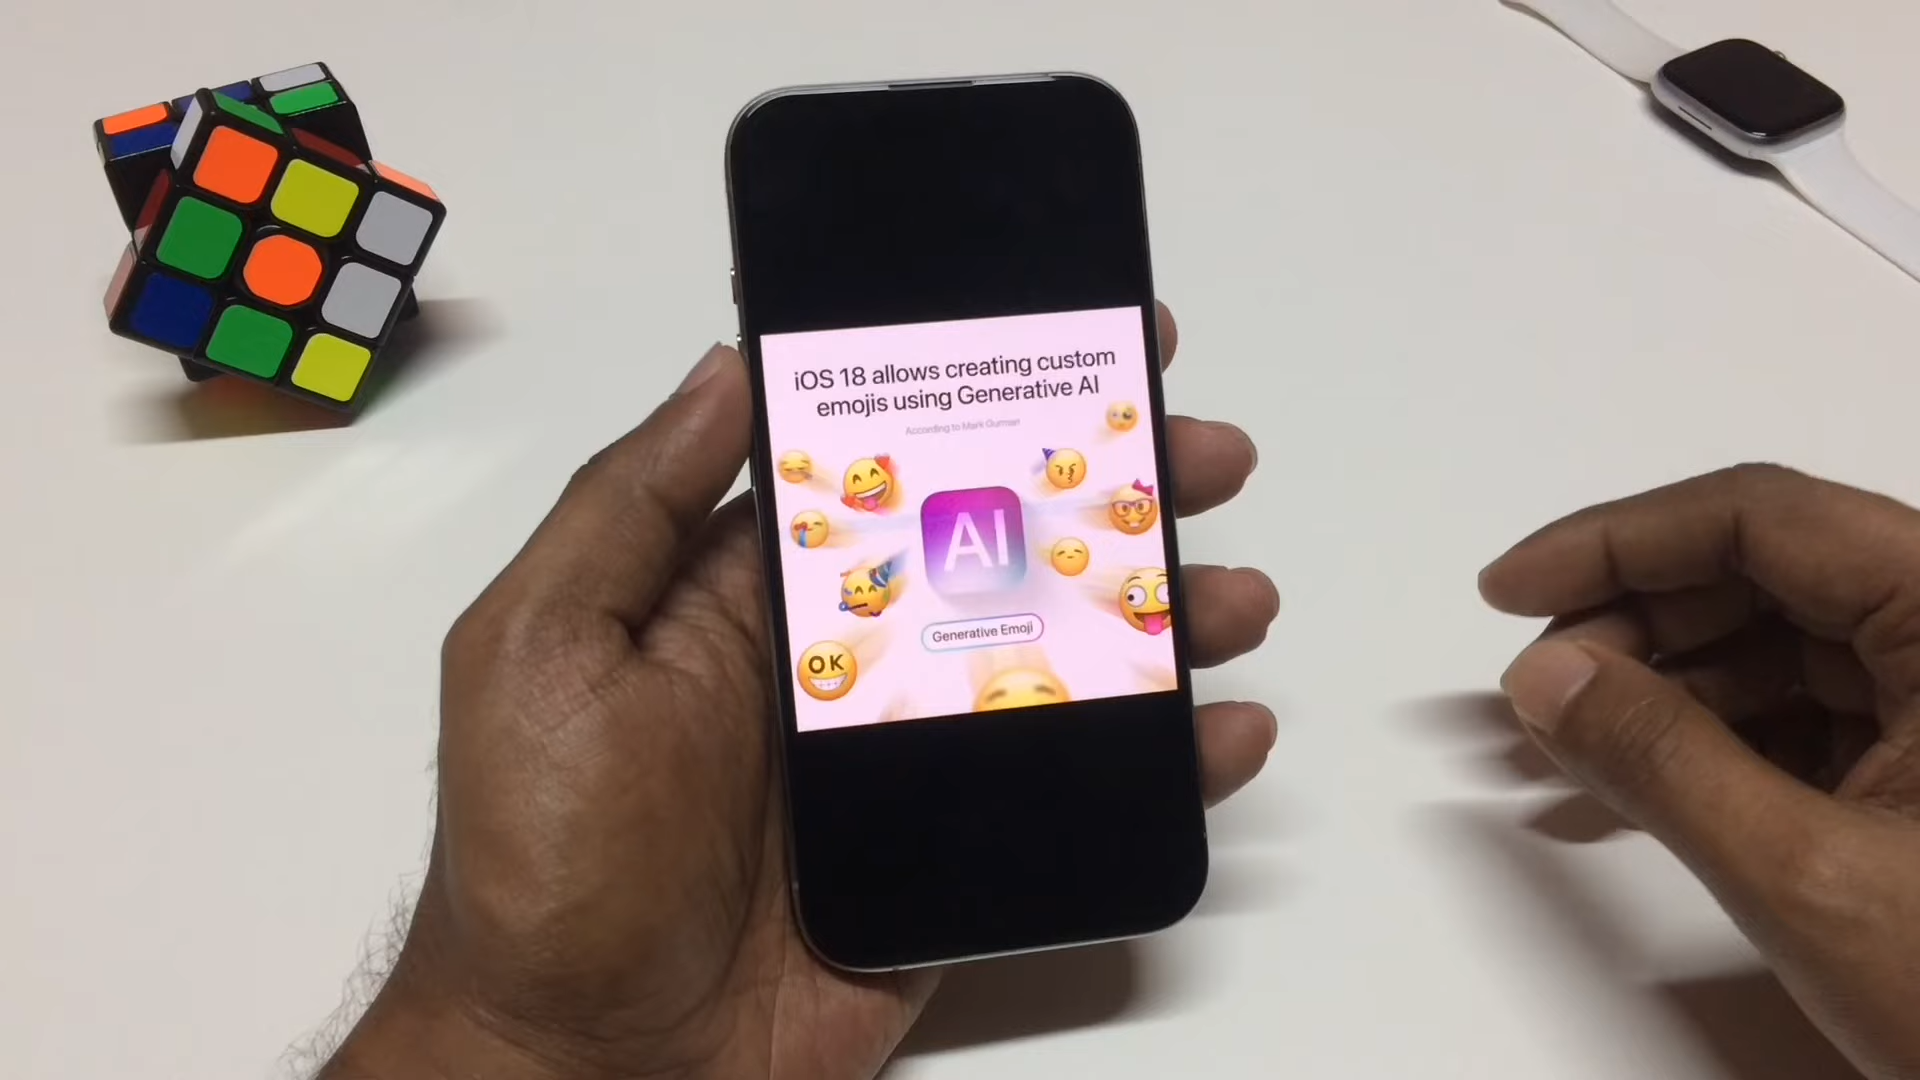 iOS 18 allows creating custom
emojis using Generative AI
According to Mark Gurman
AI
Generative Emoji
OK